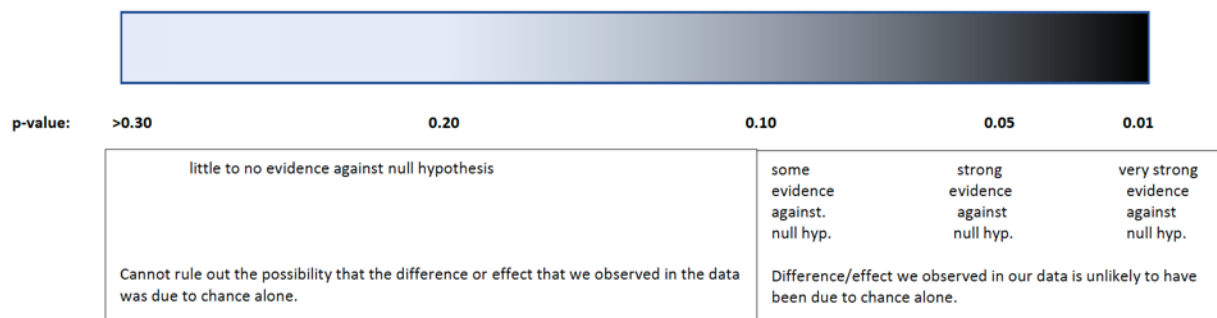 p-value: >0.30 0.20 0.10 0.05 0.01
little to no evidence against null hypothesis
Cannot rule out the possibility that the difference or effect that we observed in the data
was due to chance alone.
some strong very strong
evidence evidence evidence
against. against against
null hyp. null hyp. null hyp.
Difference/effect we observed in our data is unlikely to have
been due to chance alone.